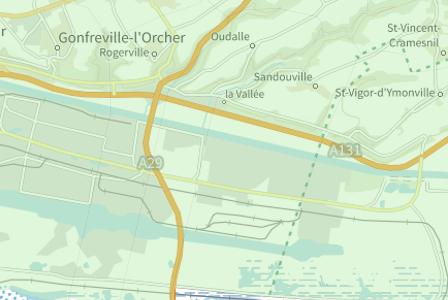 r
Gonfreville-l'Orcher
Rogerville
Oudalle
St-Vincent-
Cramesnil
Sandouville
la Vallée
St-Vigor-d'Ymonville
A131
A29